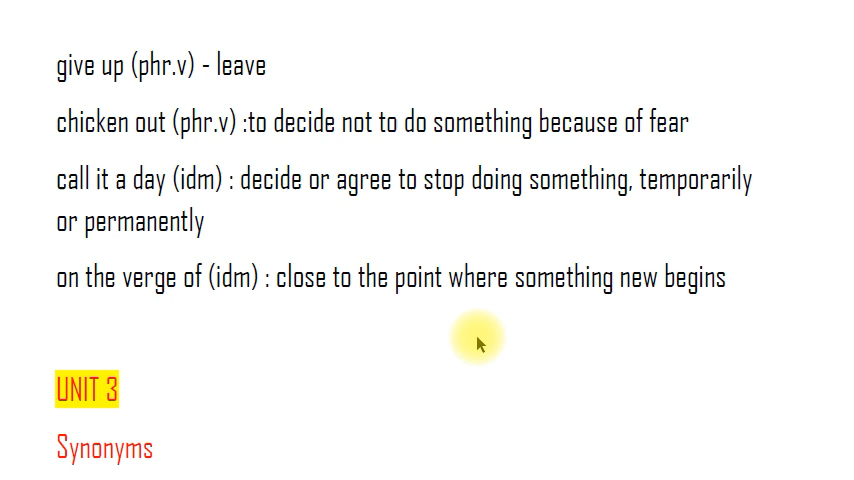 give up (phr.v) - leave
chicken out (phr.v) :to decide not to do something because of fear
call it a day (idm) : decide or agree to stop doing something, temporarily
or permanently
on the verge of (idm) : close to the point where something new begins
UNIT 3
Synonyms